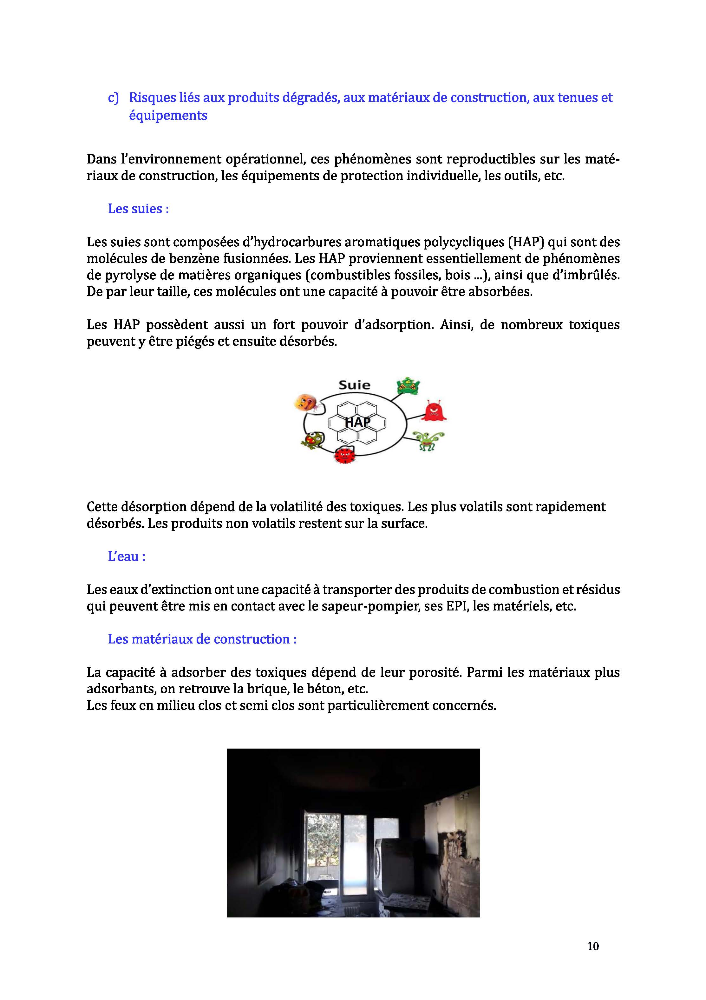 c) Risques liés aux produits dégradés, aux matériaux de construction, aux tenues et
équipements
Dans l’environnement opérationnel, ces phénomènes sont reproductibles sur les maté-
riaux de construction, les équipements de protection individuelle, les outils, etc.
Les suies :
Les suies sont composées d’hydrocarbures aromatiques polycycliques (HAP) qui sont des
molécules de benzène fusionnées. Les HAP proviennent essentiellement de phénomènes
de pyrolyse de matières organiques (combustibles fossiles, bois ...), ainsi que d’imbrûlés.
De par leur taille, ces molécules ont une capacité à pouvoir être absorbées.
Les HAP possèdent aussi un fort pouvoir d’adsorption. Ainsi, de nombreux toxiques
peuvent y être piégés et ensuite désorbés.
Suie
HAP
Cette désorption dépend de la volatilité des toxiques. Les plus volatils sont rapidement
désorbés. Les produits non volatils restent sur la surface.
L’eau :
Les eaux d’extinction ont une capacité à transporter des produits de combustion et résidus
qui peuvent être mis en contact avec le sapeur-pompier, ses EPI, les matériels, etc.
Les matériaux de construction :
La capacité à adsorber des toxiques dépend de leur porosité. Parmi les matériaux plus
adsorbants, on retrouve la brique, le béton, etc.
Les feux en milieu clos et semi clos sont particulièrement concernés.
10